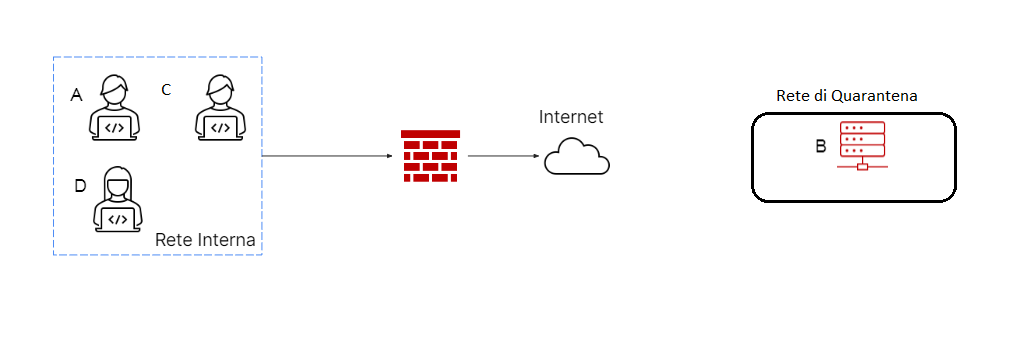 A
C
</>
</>
D
</>
Rete Interna
Internet
Rete di Quarantena
B